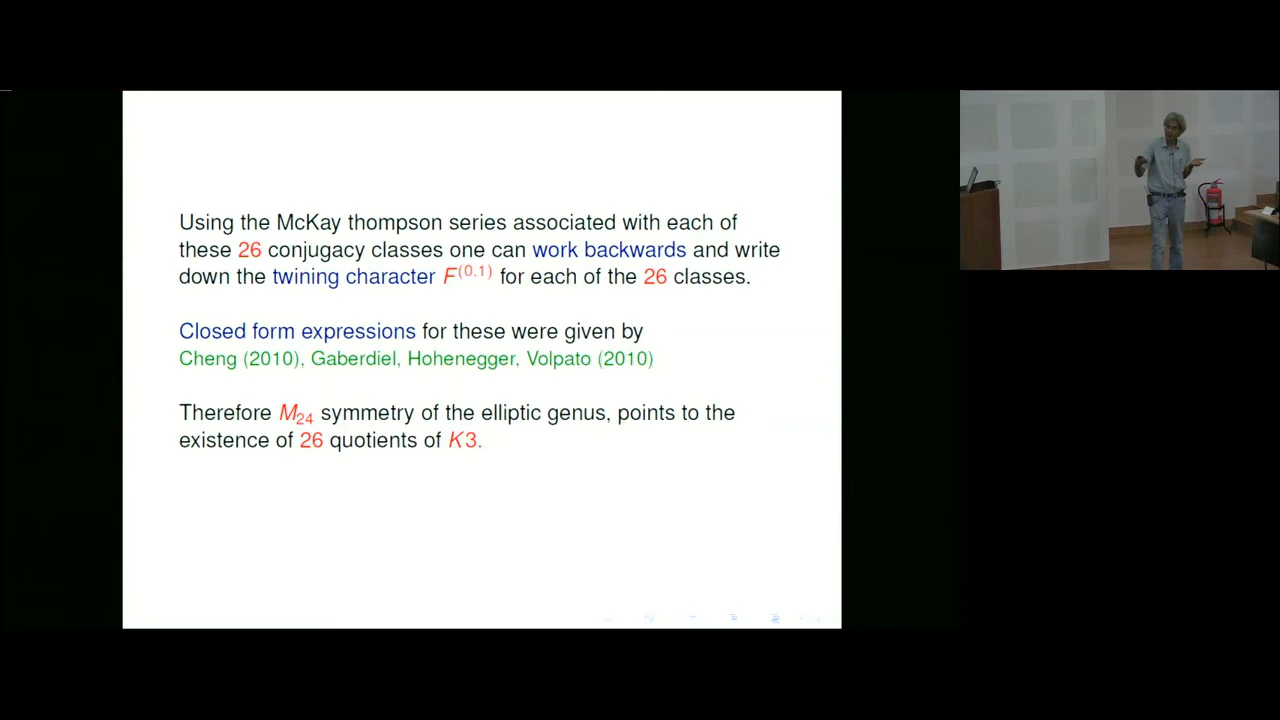 Using the McKay thompson series associated with each of
these 26 conjugacy classes one can work backwards and write
down the twining character F^(0,1) for each of the 26 classes.
Closed form expressions for these were given by
Cheng (2010), Gaberdiel, Hohenegger, Volpato (2010)
Therefore M_24 symmetry of the elliptic genus, points to the
existence of 26 quotients of K3.